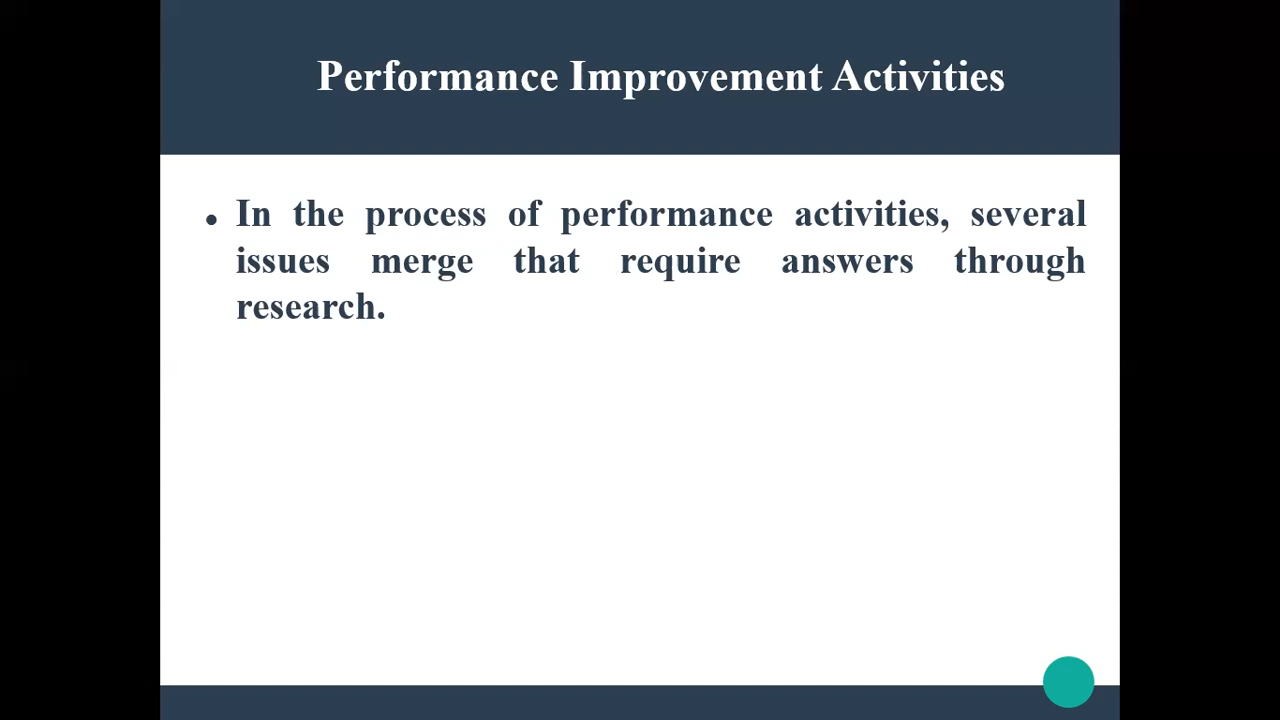 Performance Improvement Activities
• In the process of performance activities, several
issues merge that require answers through
research.